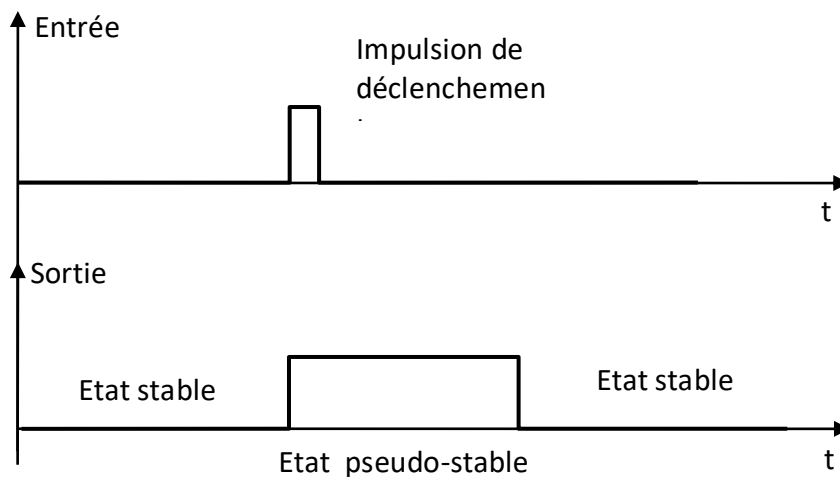 Entrée
Impulsion de
déclenchemen
t
Sortie
Etat stable
Etat stable
Etat pseudo-stable
t